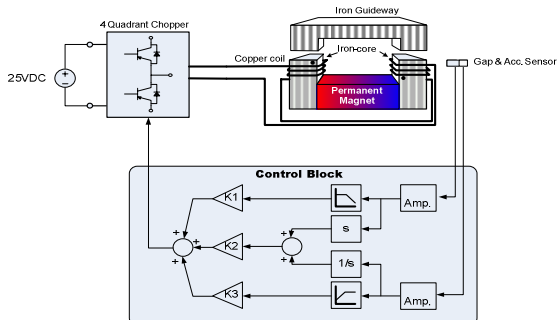 Iron Guideway
4 Quadrant Chopper
Iron-core
Copper coil
Gap & Acc. Sensor
25VDC
+
-
Permanent
Magnet
Control Block
K1
Amp.
s
+
+
+
K2
+
1/s
+
K3
Amp.